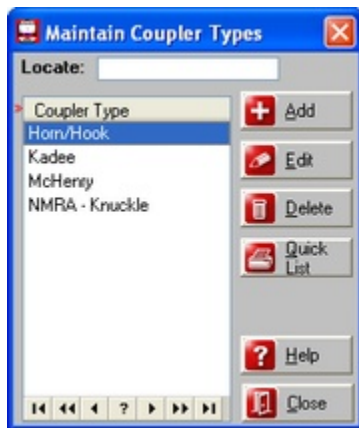 Maintain Coupler Types
Locate:
Coupler Type
Horn/Hook
Kadee
McHenry
NMRA - Knuckle
Add
Edit
Delete
Quick
List
?
Help
Close
?